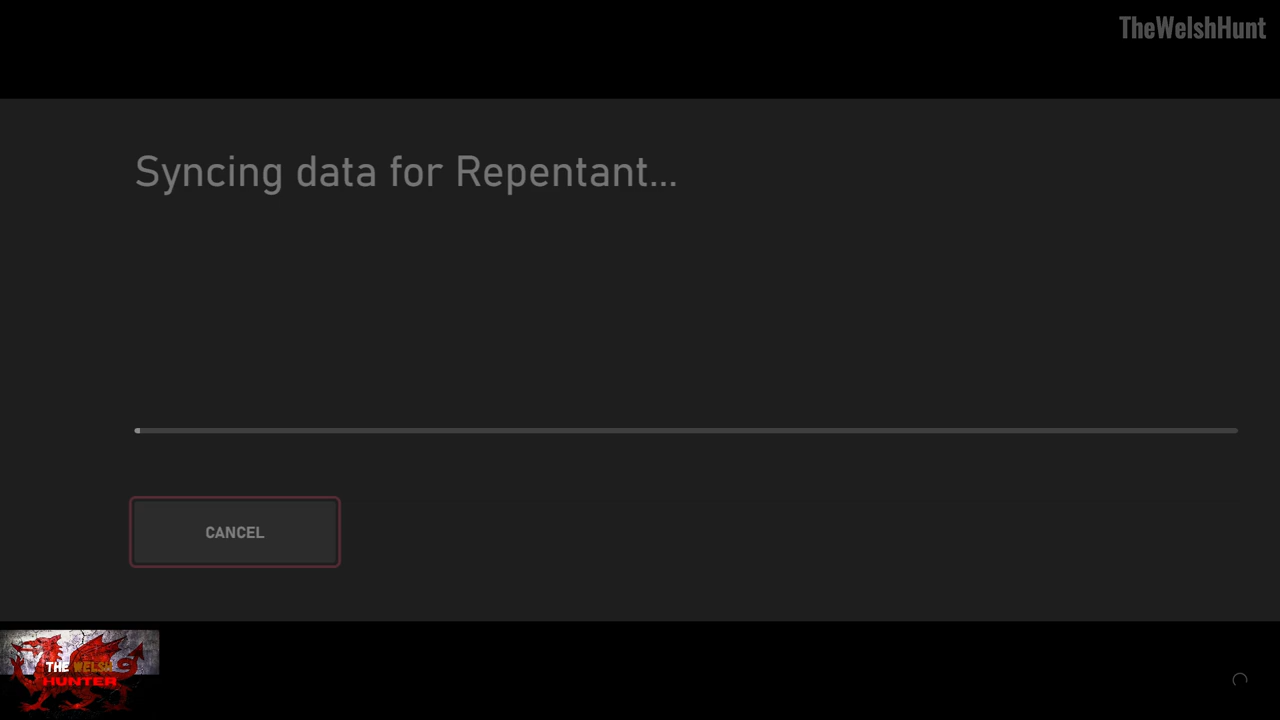 TheWelshHunt
Syncing data for Repentant...
CANCEL
THE WELSH
HUNTER